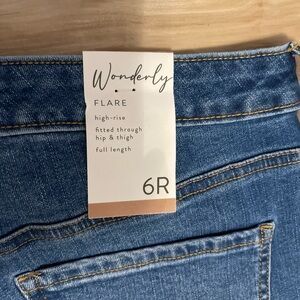 Wonderly
FLARE
high-rise
fitted through
hip & thigh
full length
6R